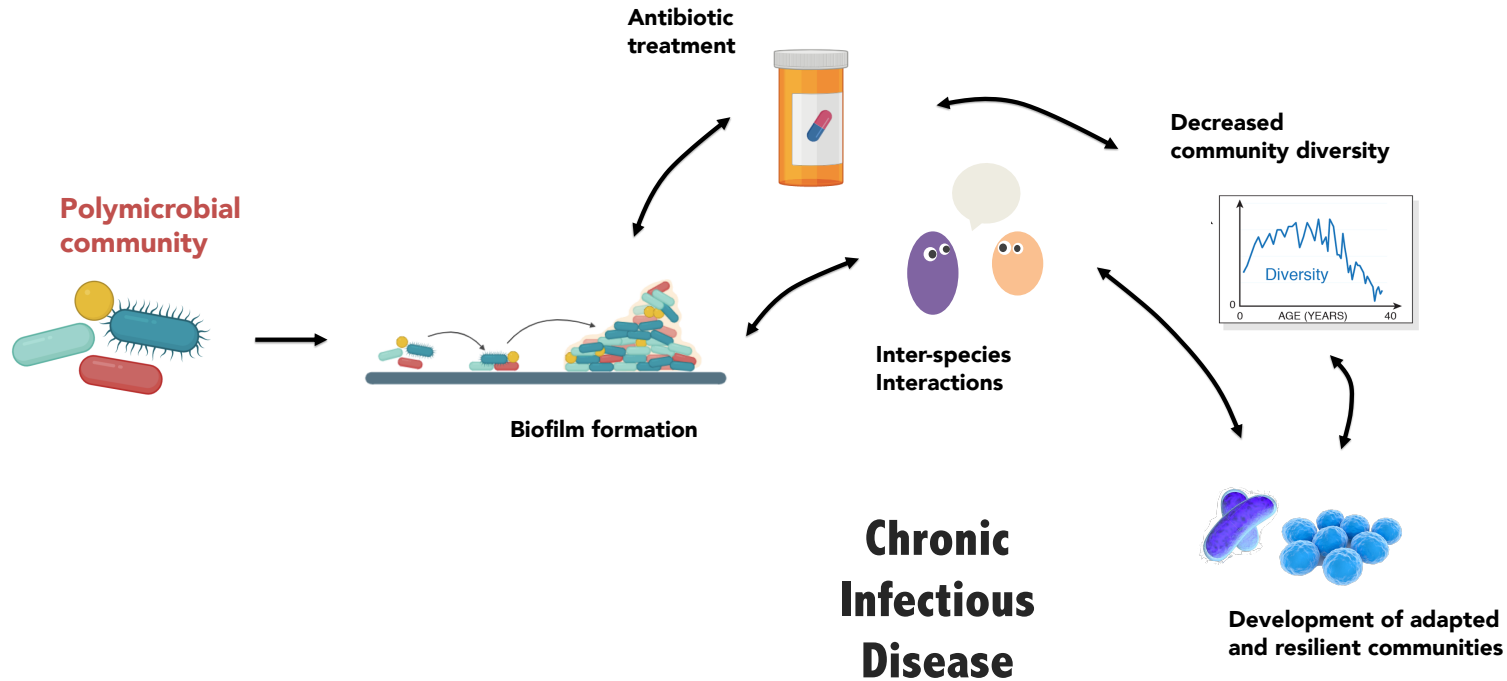 Antibiotic
treatment
Decreased
community diversity
Polymicrobial
community
Diversity
0
0
AGE (YEARS)
40
Inter-species
Interactions
Biofilm formation
Chronic
Infectious
Disease
Development of adapted
and resilient communities